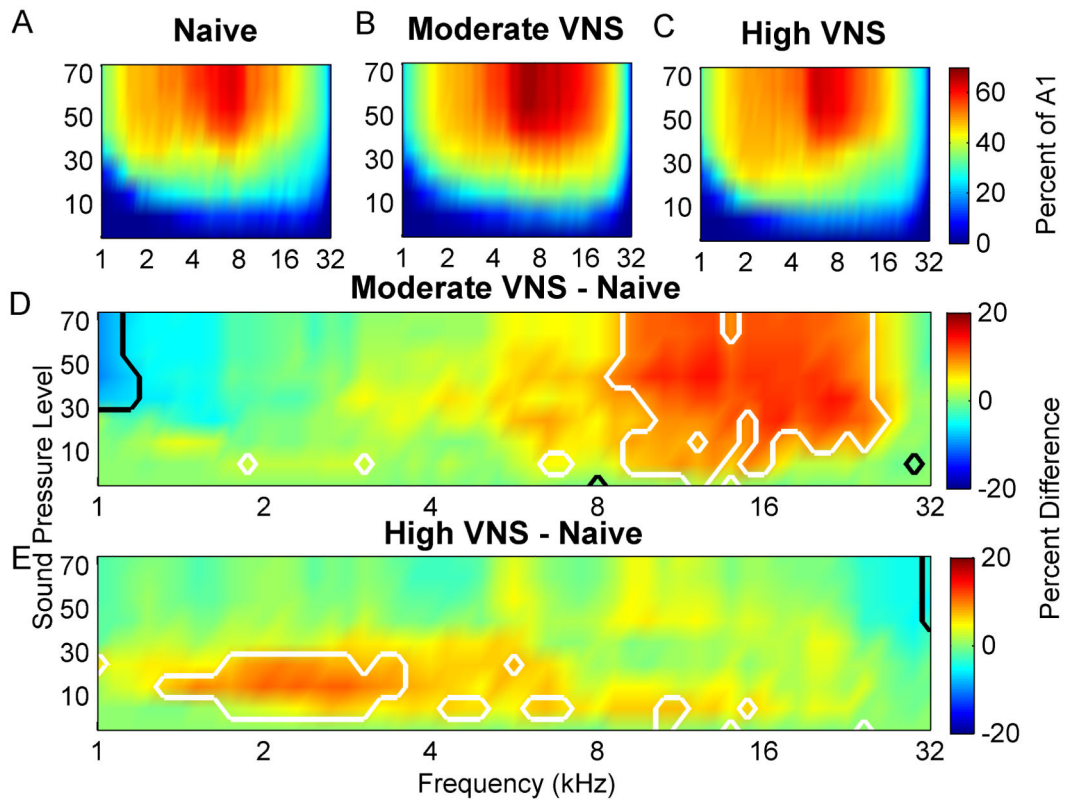 A
Naive
B
Moderate VNS
C
High VNS
70
50
30
10
1 2 4 8 16 32
70
50
30
10
1 2 4 8 16 32
70
50
30
10
1 2 4 8 16 32
60
40
20
0
Percent of A1
D
Moderate VNS - Naive
70
50
30
10
1 2 4 8 16 32
20
0
-20
E
High VNS - Naive
70
50
30
10
1 2 4 8 16 32
20
0
-20
Sound Pressure Level
Percent Difference
Frequency (kHz)